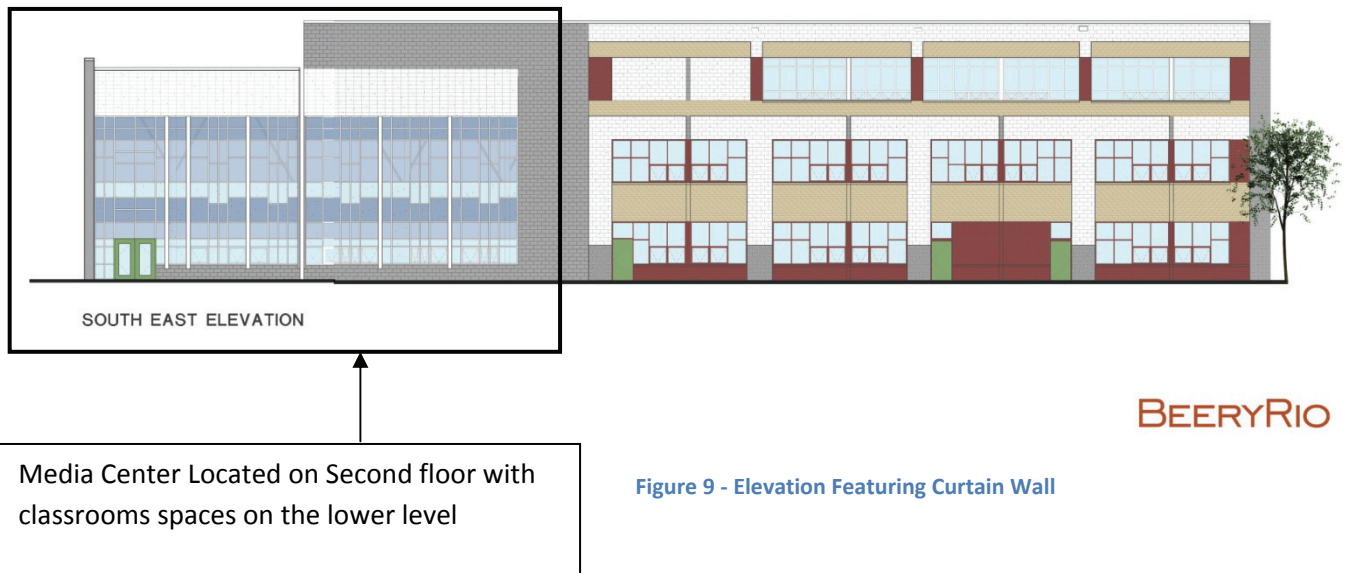 SOUTH EAST ELEVATION
BEERYRIO
Media Center Located on Second floor with
classrooms spaces on the lower level
Figure 9 - Elevation Featuring Curtain Wall